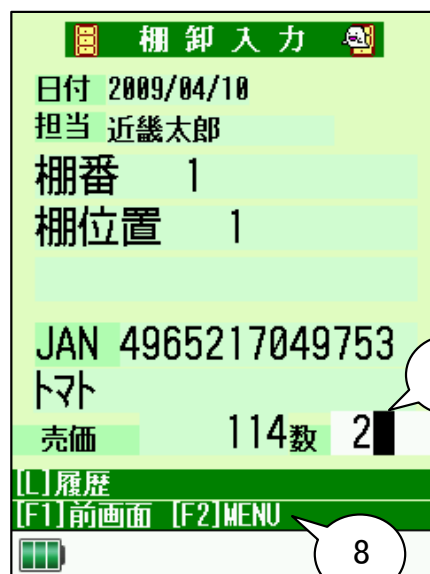 棚卸入力
日付 2009/04/10
担当 近畿太郎
棚番 1
棚位置 1
JAN 4965217049753
トマト
売価 114数 2
[L]履歴
[F1]前画面 [F2]MENU
8